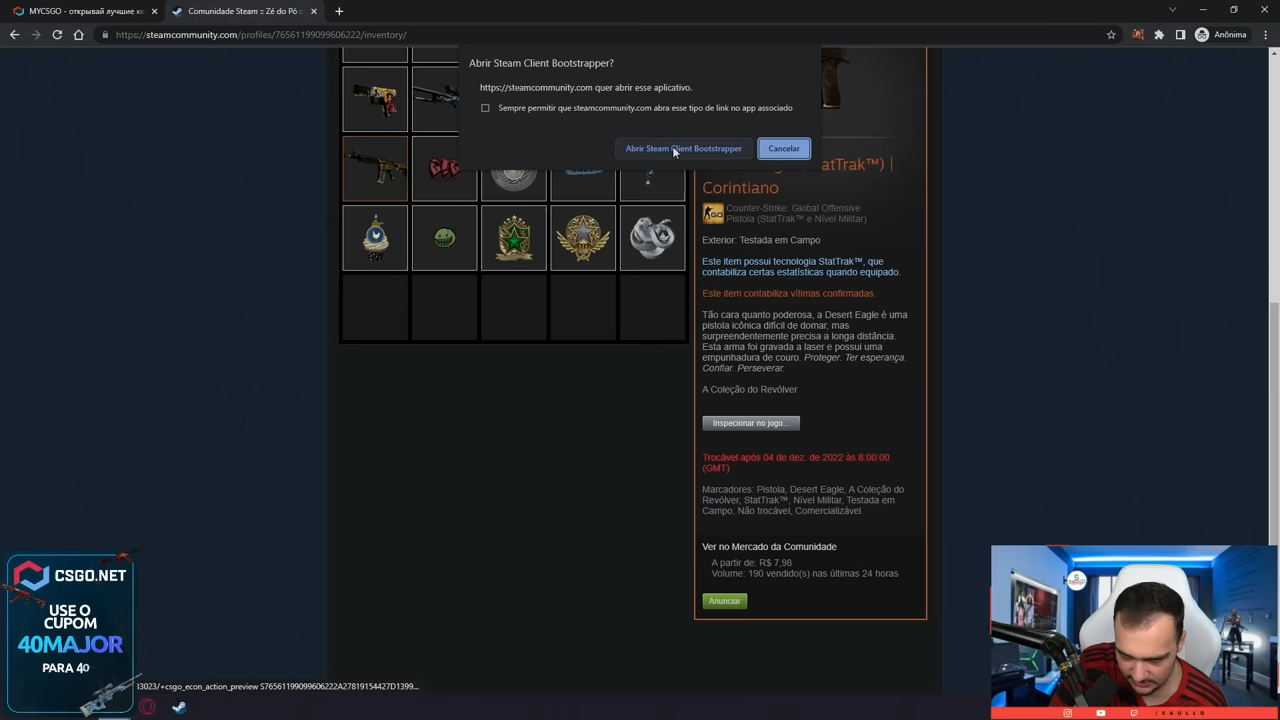 MYCSGO - открывай лучшие ке
Comunidade Steam :: Zé do Pó ::
https://steamcommunity.com/profiles/76561199099606222/inventory/
Anônima
Abrir Steam Client Bootstrapper?
https://steamcommunity.com quer abrir esse aplicativo.
Sempre permitir que steamcommunity.com abra esse tipo de link no app associado
Abrir Steam Client Bootstrapper
Cancelar
atTrak™) |
Corintiano
Counter-Strike: Global Offensive
Pistola (StatTrak™ e Nível Militar)
Exterior: Testada em Campo
Este item possui tecnologia StatTrak™, que
contabiliza certas estatísticas quando equipado.
Este item contabiliza vítimas confirmadas.
Tão cara quanto poderosa, a Desert Eagle é uma
pistola icônica difícil de domar, mas
surpreendentemente precisa a longa distância.
Esta arma foi gravada a laser e possui uma
empunhadura de couro. Proteger. Ter esperança.
Confiar. Perseverar.
A Coleção do Revólver
Inspecionar no jogo...
Trocável após 04 de dez. de 2022 às 8:00:00
(GMT)
Marcadores: Pistola, Desert Eagle, A Coleção do
Revólver, StatTrak™, Nível Militar, Testada em
Campo, Não trocável, Comercializável
Ver no Mercado da Comunidade
A partir de: R$ 7,98
Volume: 190 vendido(s) nas últimas 24 horas
Anunciar
CSGO.NET
USE O
CUPOM
40MAJOR
PARA 40
33023/+csgo_econ_action_preview S76561199099606222A27819154427D1399...
/SAULLO